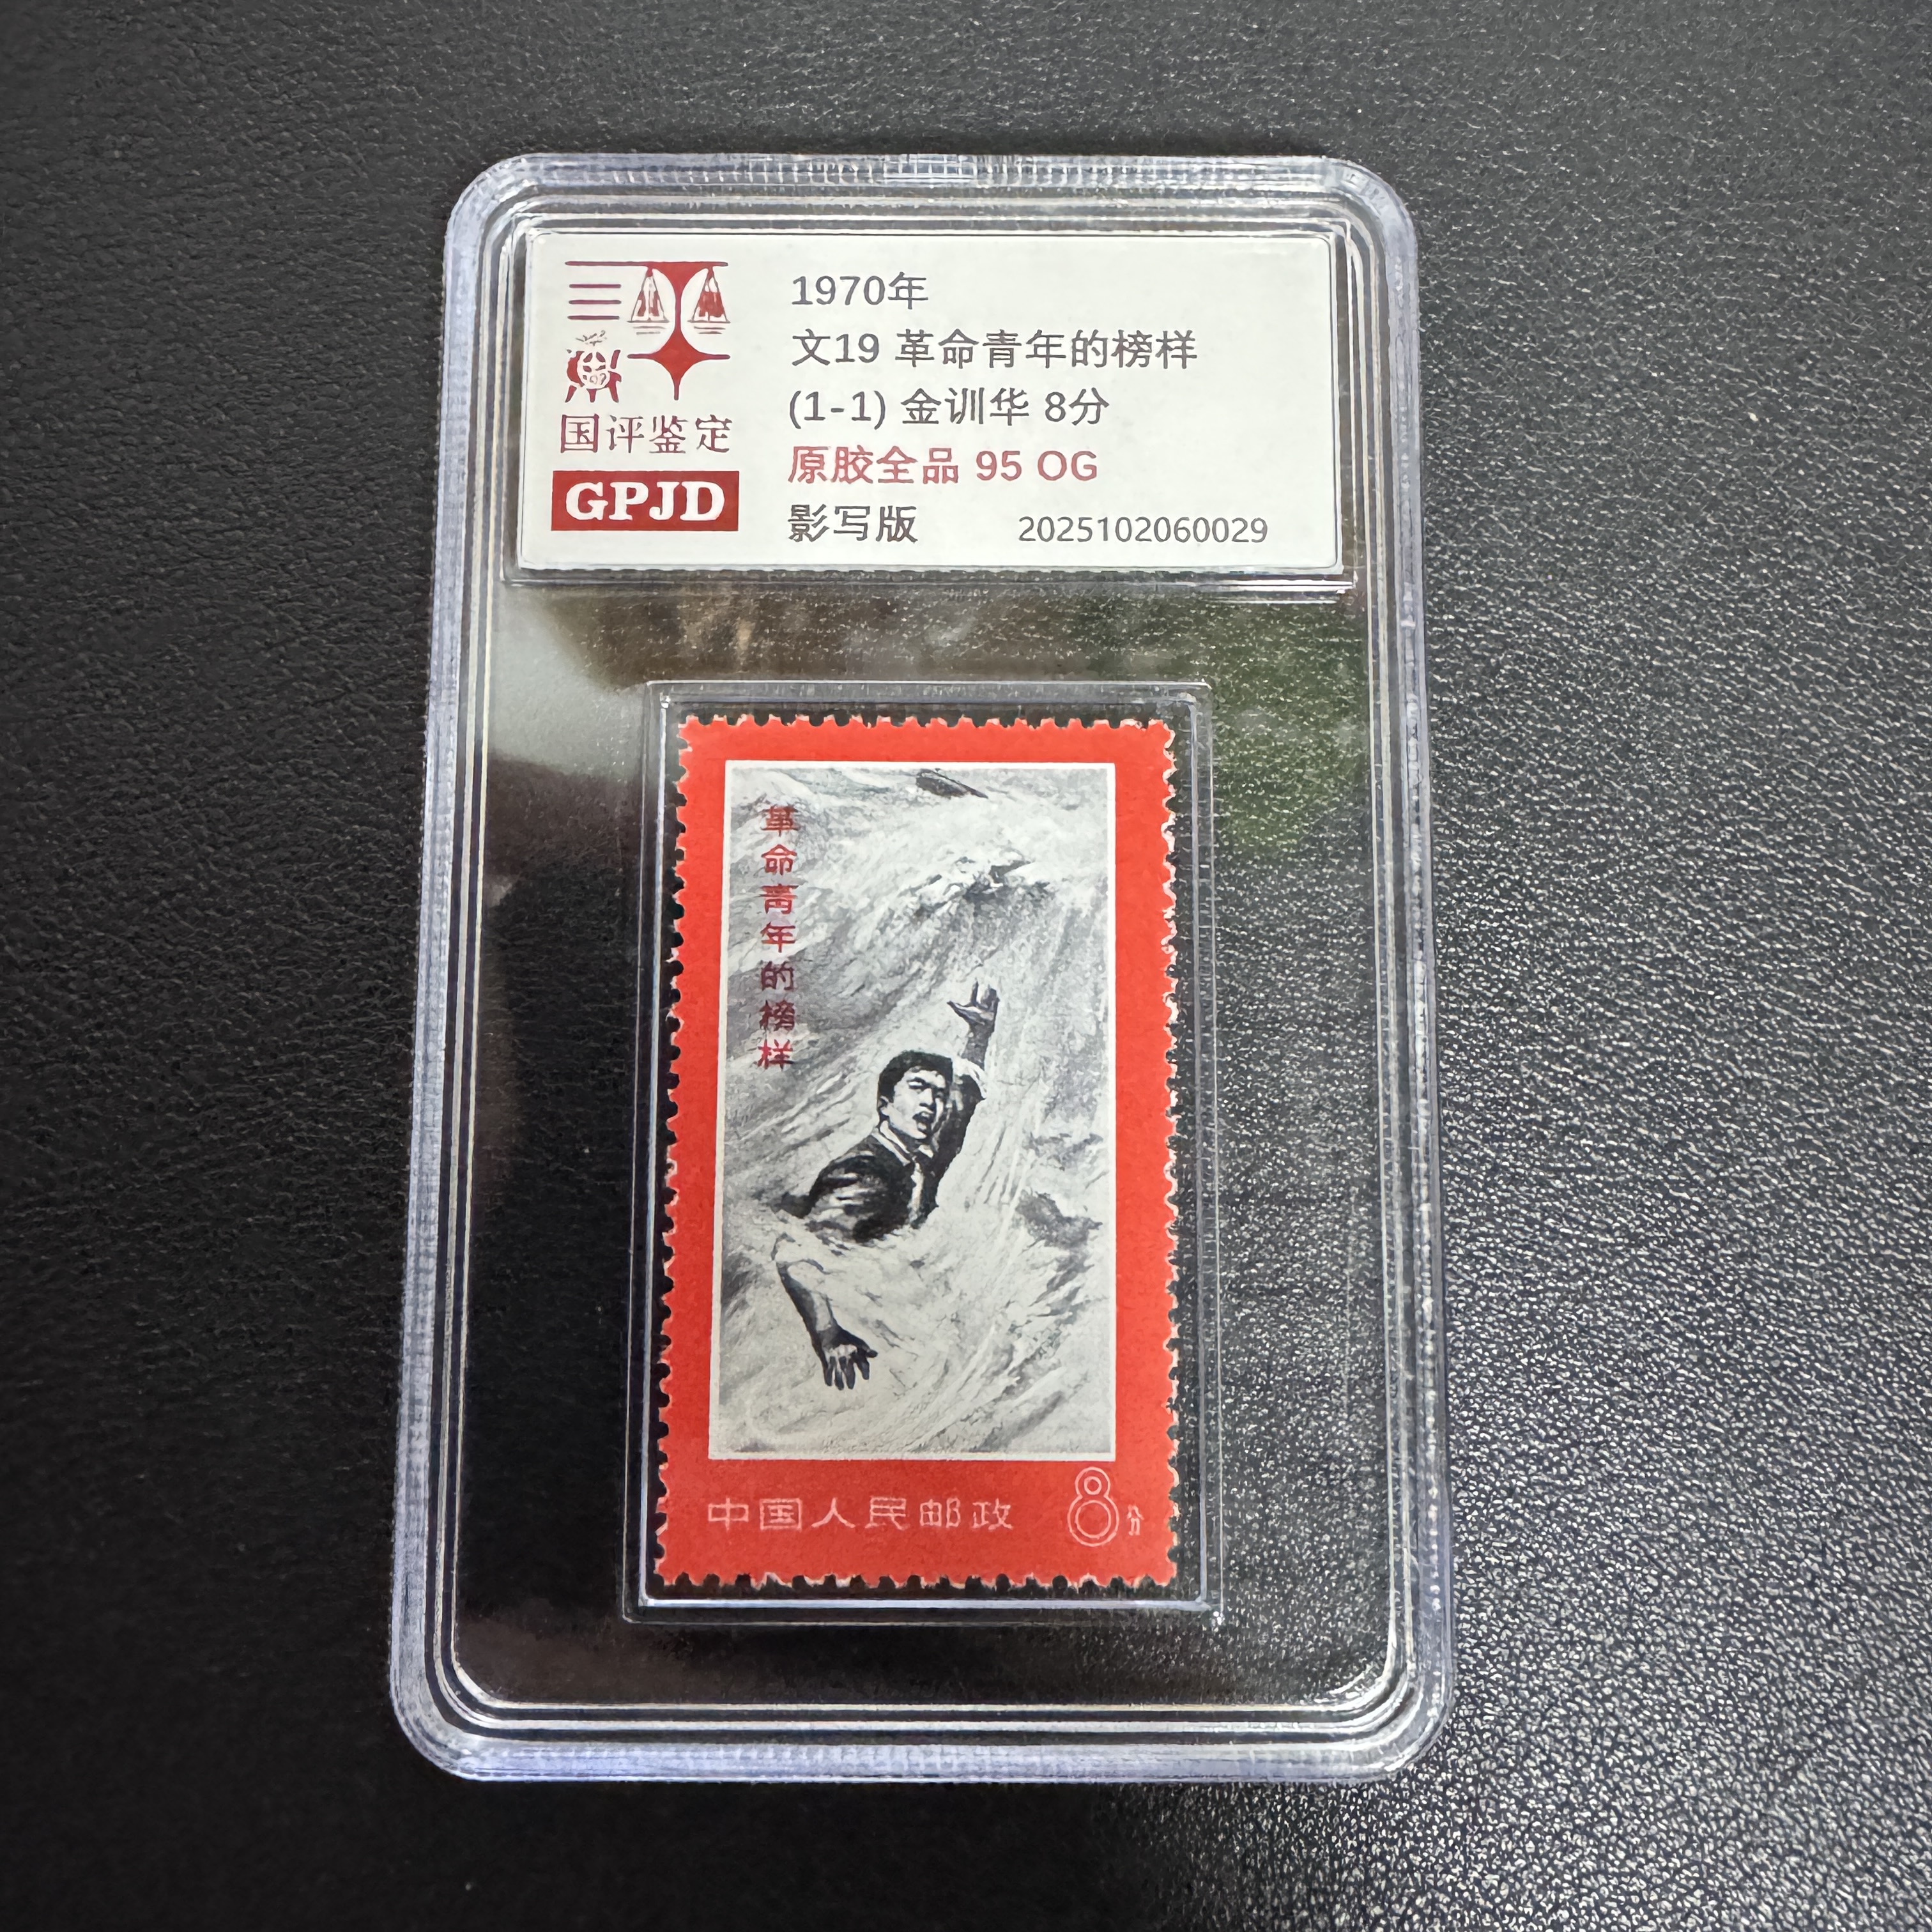 国评鉴定
GPJD
1970年
文19 革命青年的榜样
(1-1) 金训华 8分
原胶全品 95 OG
影写版 2025102060029
革命青年的榜样
中国人民邮政 8分